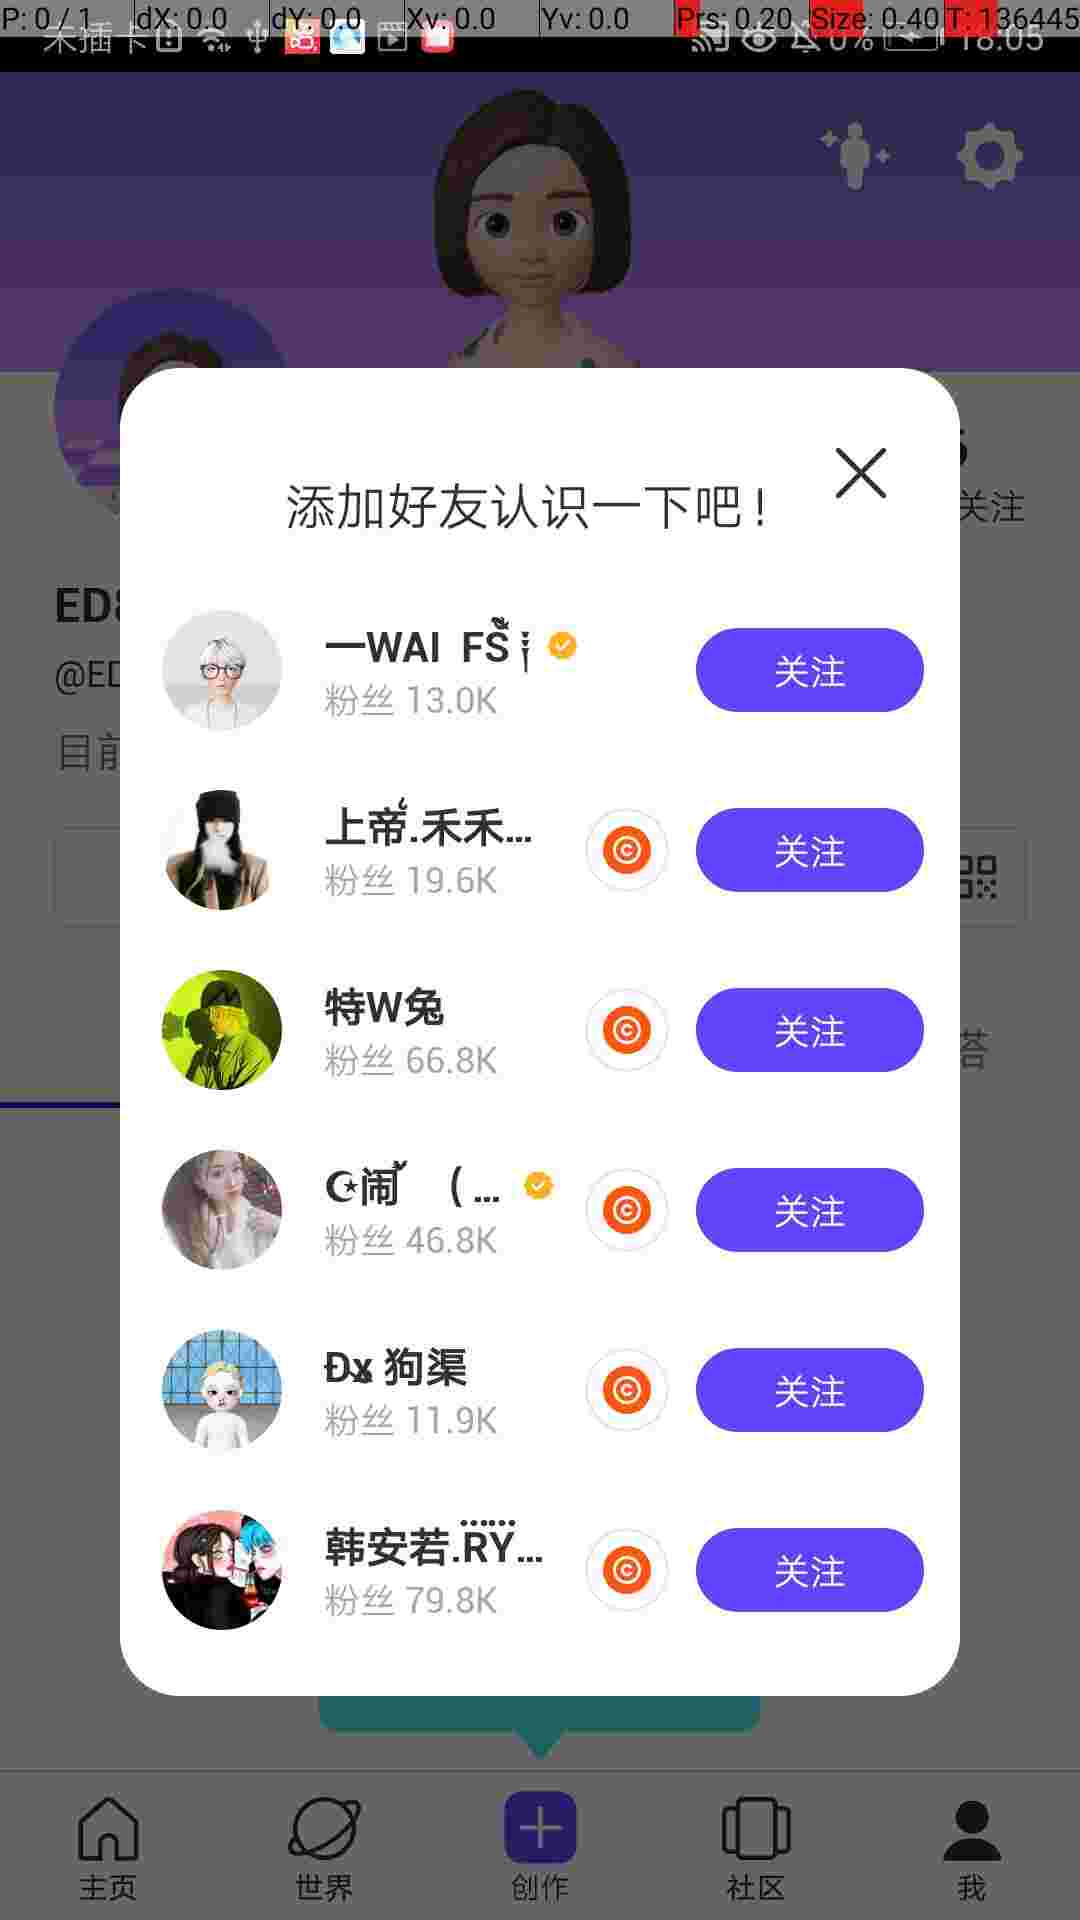 P: 0 / 1 dX: 0.0 dY: 0.0 Xv: 0.0 Yv: 0.0 Prs: 0.20 Size: 0.40 T: 136445
未插卡 0% 18:05
关注
添加好友认识一下吧！
@ED
目前
一WAI FS
粉丝 13.0K
关注
上帝.禾禾...
粉丝 19.6K
关注
特W兔
粉丝 66.8K
关注
答
☪闹 ( ...
粉丝 46.8K
关注
Dx 狗渠
粉丝 11.9K
关注
韩安若.RY...
粉丝 79.8K
关注
主页 世界 创作 社区 我